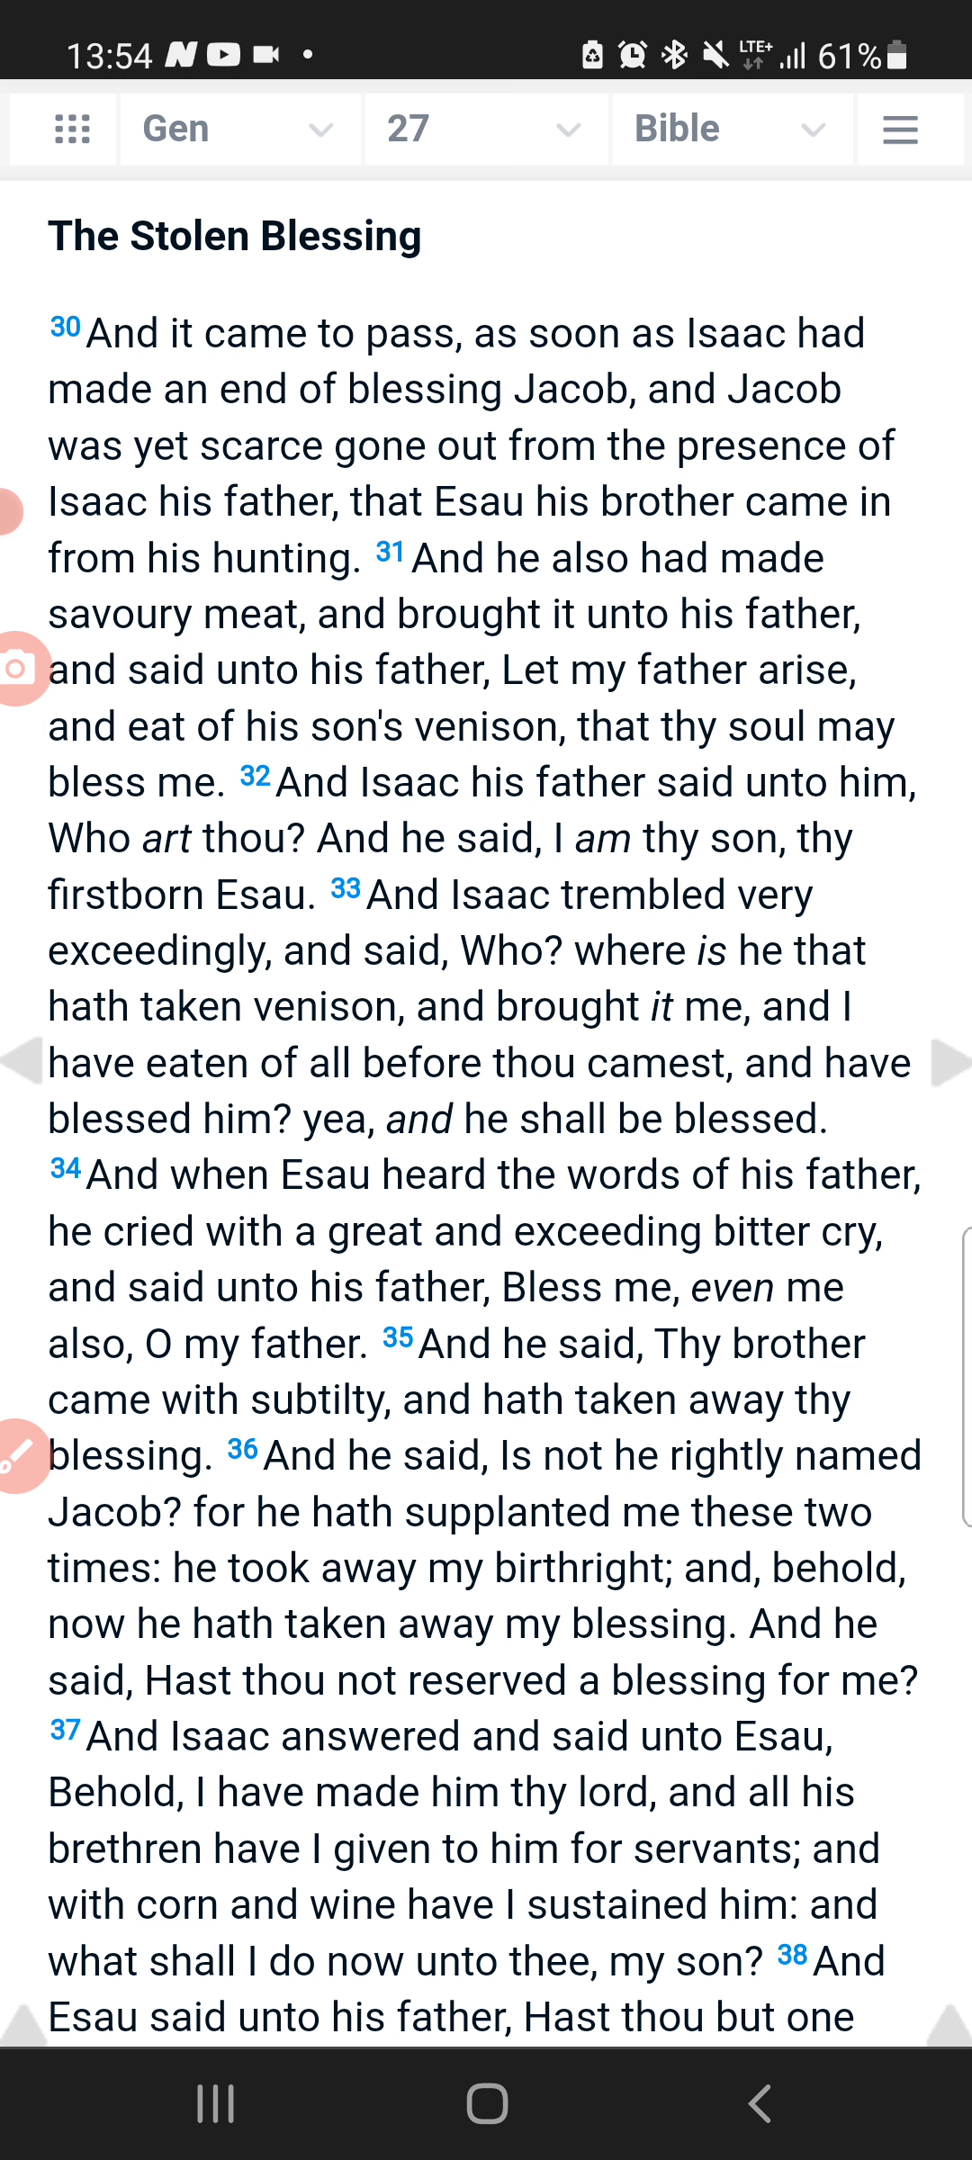 13:54 LTE+ 61%
Gen 27 Bible
The Stolen Blessing
30 And it came to pass, as soon as Isaac had
made an end of blessing Jacob, and Jacob
was yet scarce gone out from the presence of
Isaac his father, that Esau his brother came in
from his hunting. 31 And he also had made
savoury meat, and brought it unto his father,
and said unto his father, Let my father arise,
and eat of his son's venison, that thy soul may
bless me. 32 And Isaac his father said unto him,
Who art thou? And he said, I am thy son, thy
firstborn Esau. 33 And Isaac trembled very
exceedingly, and said, Who? where is he that
hath taken venison, and brought it me, and I
have eaten of all before thou camest, and have
blessed him? yea, and he shall be blessed.
34 And when Esau heard the words of his father,
he cried with a great and exceeding bitter cry,
and said unto his father, Bless me, even me
also, O my father. 35 And he said, Thy brother
came with subtilty, and hath taken away thy
blessing. 36 And he said, Is not he rightly named
Jacob? for he hath supplanted me these two
times: he took away my birthright; and, behold,
now he hath taken away my blessing. And he
said, Hast thou not reserved a blessing for me?
37 And Isaac answered and said unto Esau,
Behold, I have made him thy lord, and all his
brethren have I given to him for servants; and
with corn and wine have I sustained him: and
what shall I do now unto thee, my son? 38 And
Esau said unto his father, Hast thou but one